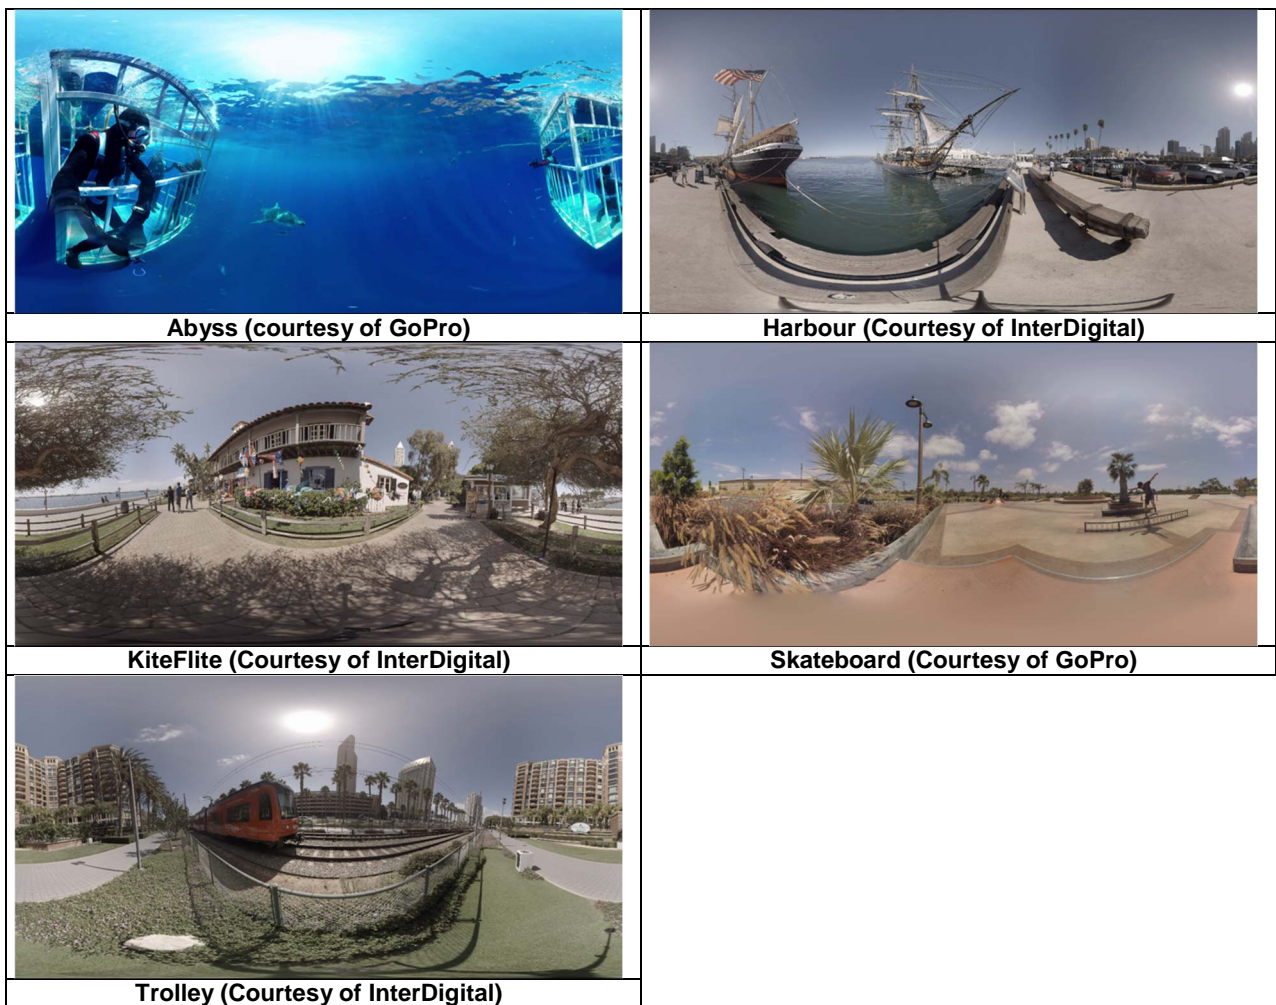 Abyss (courtesy of GoPro)
Harbour (Courtesy of InterDigital)
KiteFlite (Courtesy of InterDigital)
Skateboard (Courtesy of GoPro)
Trolley (Courtesy of InterDigital)